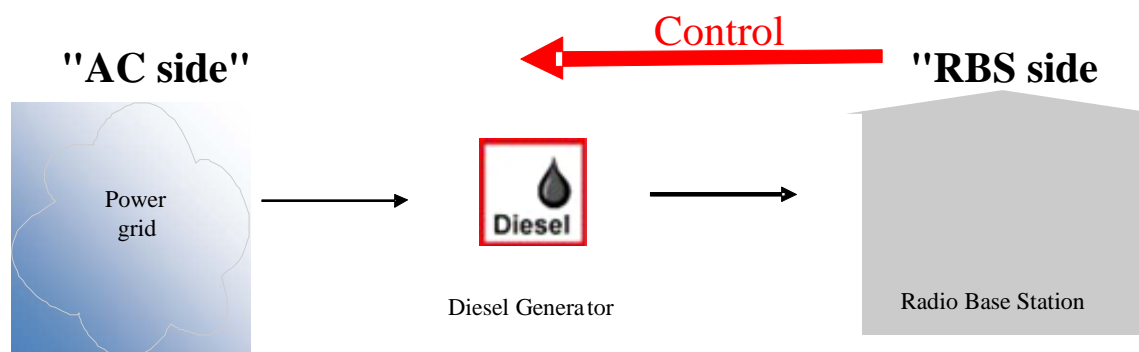 Control
"AC side"
"RBS side
Power
grid
Diesel
Diesel Generator
Radio Base Station